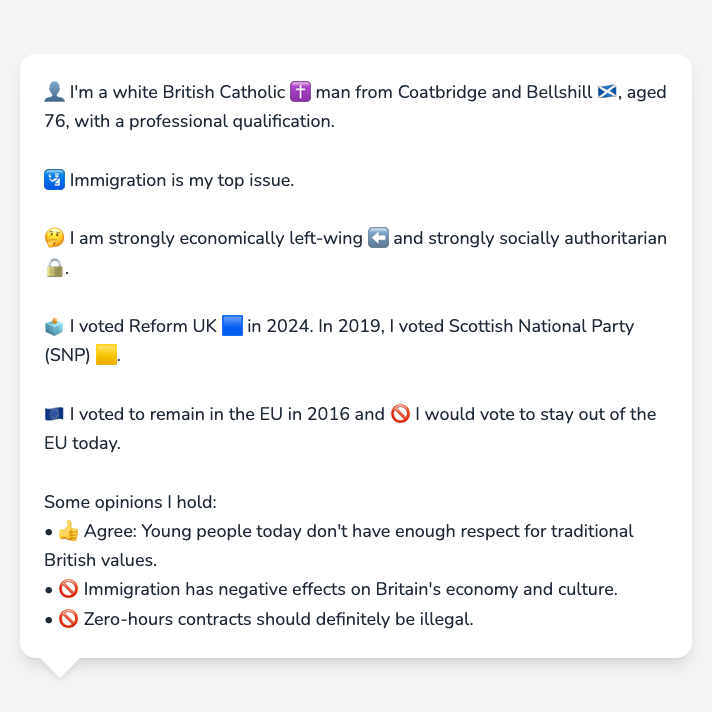 👤 I'm a white British Catholic ✝️ man from Coatbridge and Bellshill 🏴󠁧󠁢󠁳󠁣󠁴󠁿, aged
76, with a professional qualification.
🛂 Immigration is my top issue.
🤔 I am strongly economically left-wing ⬅️ and strongly socially authoritarian
🔒.
🗳️ I voted Reform UK 🟦 in 2024. In 2019, I voted Scottish National Party
(SNP) 🟨.
🇪🇺 I voted to remain in the EU in 2016 and 🚫 I would vote to stay out of the
EU today.
Some opinions I hold:
• 👍 Agree: Young people today don't have enough respect for traditional
British values.
• 🚫 Immigration has negative effects on Britain's economy and culture.
• 🚫 Zero-hours contracts should definitely be illegal.